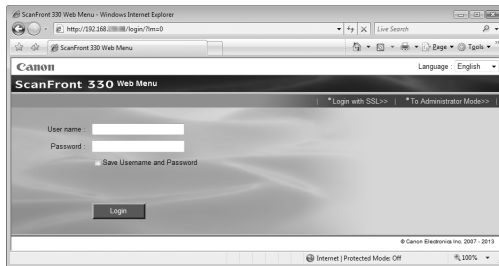 ScanFront 330 Web Menu - Windows Internet Explorer
http://192.168. /login/?lm=0
Live Search
ScanFront 330 Web Menu
Page
Tools
Canon
Language : English
ScanFront 330 Web Menu
| *Login with SSL>> | *To Administrator Mode>> |
User name :
Password :
Save Username and Password
Login
© Canon Electronics Inc. 2007 - 2013
Internet | Protected Mode: Off
100%